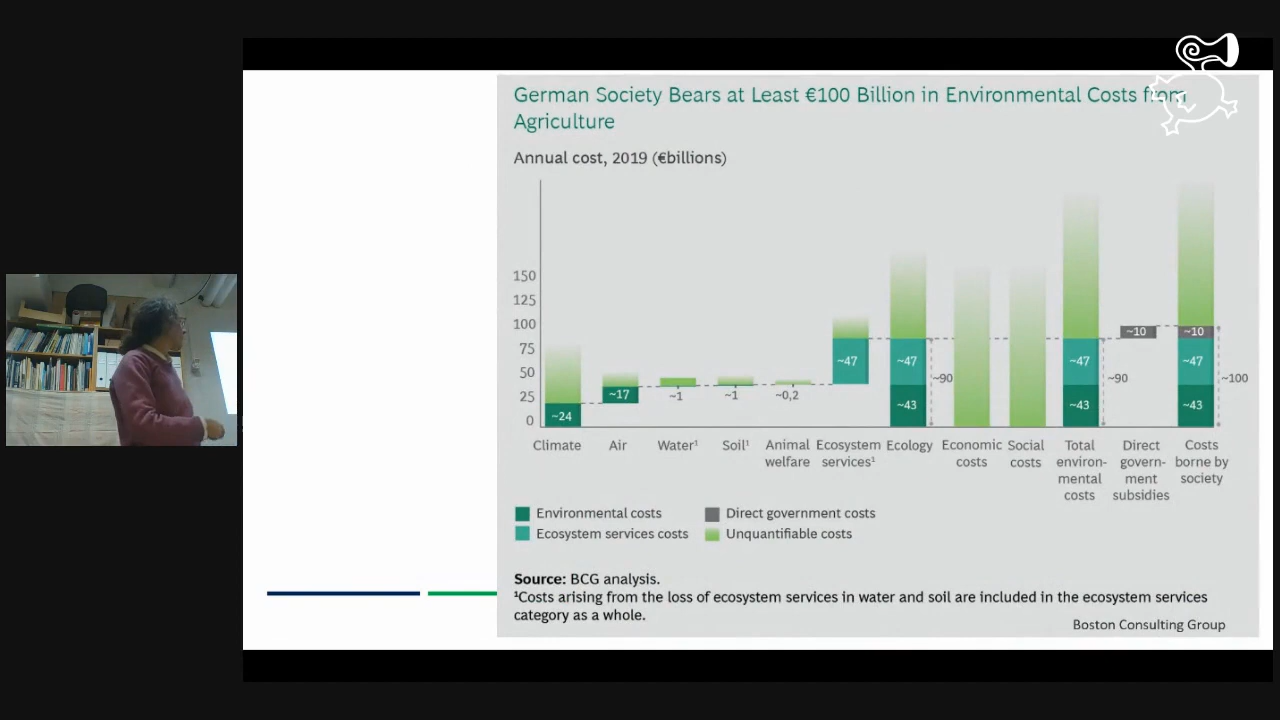 German Society Bears at Least €100 Billion in Environmental Costs from
Agriculture
Annual cost, 2019 (€billions)
150
125
100
75
50
25
0
~24
~17
~1
~1
~0,2
~47
~47
~43
~90
~47
~43
~90
~10
~10
~47
~43
~100
Climate
Air
Water¹
Soil¹
Animal
welfare
Ecosystem
services¹
Ecology
Economic
costs
Social
costs
Total
environ-
mental
costs
Direct
govern-
ment
subsidies
Costs
borne by
society
Environmental costs
Direct government costs
Ecosystem services costs
Unquantifiable costs
Source: BCG analysis.
¹Costs arising from the loss of ecosystem services in water and soil are included in the ecosystem services
category as a whole.
Boston Consulting Group